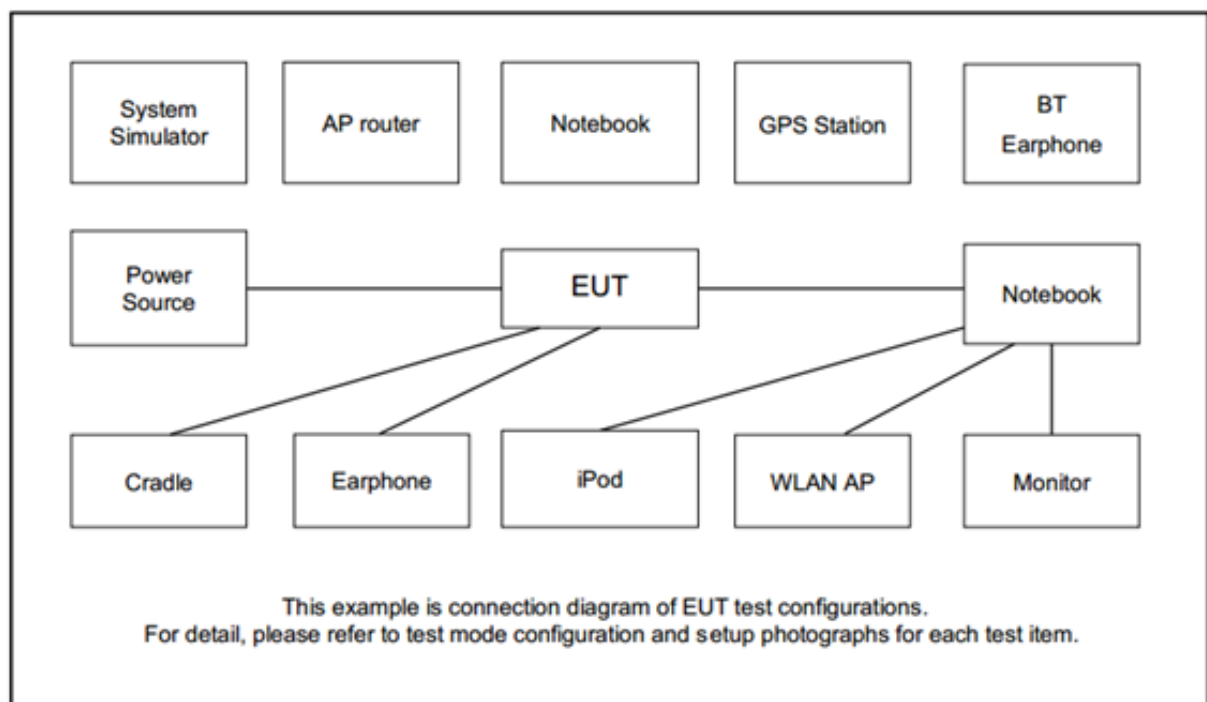 System
Simulator
AP router
Notebook
GPS Station
BT
Earphone
Power
Source
EUT
Notebook
Cradle
Earphone
iPod
WLAN AP
Monitor
This example is connection diagram of EUT test configurations.
For detail, please refer to test mode configuration and setup photographs for each test item.